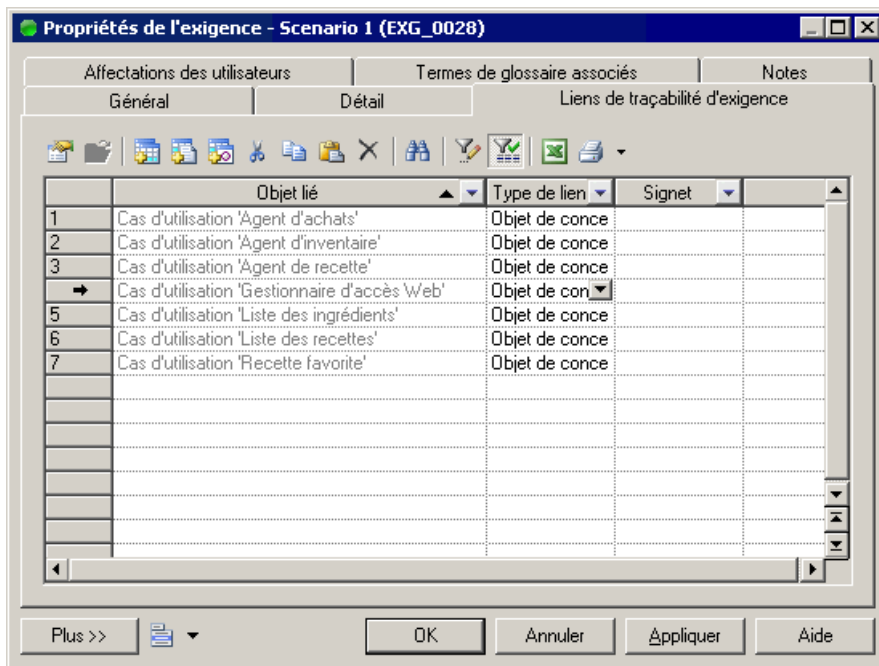 Propriétés de l'exigence - Scenario 1 (EXG_0028)
Affectations des utilisateurs Termes de glossaire associés Notes
Général Détail Liens de traçabilité d'exigence
Objet lié Type de lien Signet
1 Cas d'utilisation 'Agent d'achats' Objet de conce
2 Cas d'utilisation 'Agent d'inventaire' Objet de conce
3 Cas d'utilisation 'Agent de recette' Objet de conce
Cas d'utilisation 'Gestionnaire d'accès Web' Objet de con
5 Cas d'utilisation 'Liste des ingrédients' Objet de conce
6 Cas d'utilisation 'Liste des recettes' Objet de conce
7 Cas d'utilisation 'Recette favorite' Objet de conce
Plus >> OK Annuler Appliquer Aide